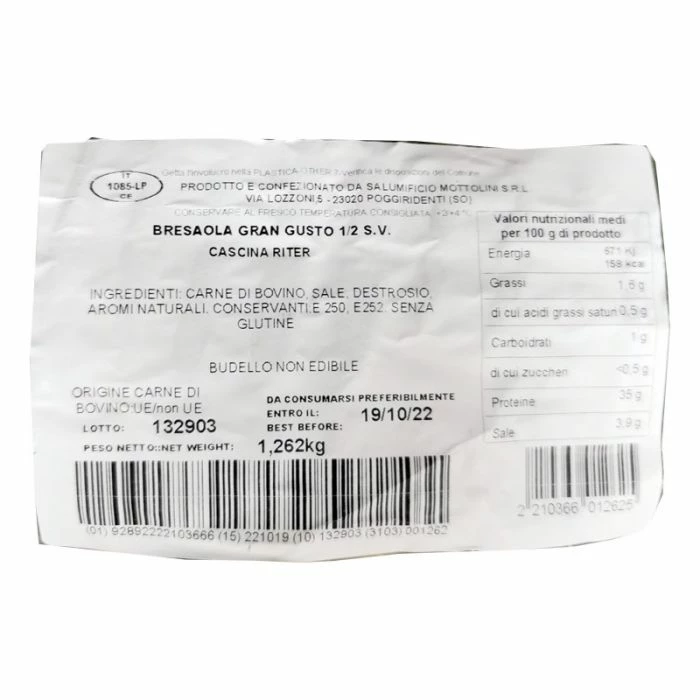 IT
1085-LP
CE
Getta l'involucro nella PLASTICA-OTHER 7-Verifica le disposizioni del Comune
PRODOTTO E CONFEZIONATO DA SALUMIFICIO MOTTOLINI S.R.L
VIA LOZZONI,5 - 23020 POGGIRIDENTI (SO)
CONSERVARE AL FRESCO TEMPERATURA CONSIGLIATA +2+4 °C
BRESAOLA GRAN GUSTO 1/2 S.V.
CASCINA RITER
INGREDIENTI: CARNE DI BOVINO, SALE, DESTROSIO,
AROMI NATURALI. CONSERVANTI,E 250, E252. SENZA
GLUTINE
BUDELLO NON EDIBILE
ORIGINE CARNE DI
BOVINO:UE/non UE
LOTTO: 132903
DA CONSUMARSI PREFERIBILMENTE
ENTRO IL: 19/10/22
BEST BEFORE:
PESO NETTO::NET WEIGHT: 1,262kg
(01) 92892222103666 (15) 221019 (10) 132903 (3103) 001262
Valori nutrizionali medi
per 100 g di prodotto
Energia 671 Kj
158 kcal
Grassi 1,6 g
di cui acidi grassi saturi 0,5 g
Carboidrati 1 g
di cui zuccheri <0,5 g
Proteine 35 g
Sale 3,9 g
2 210366 012625